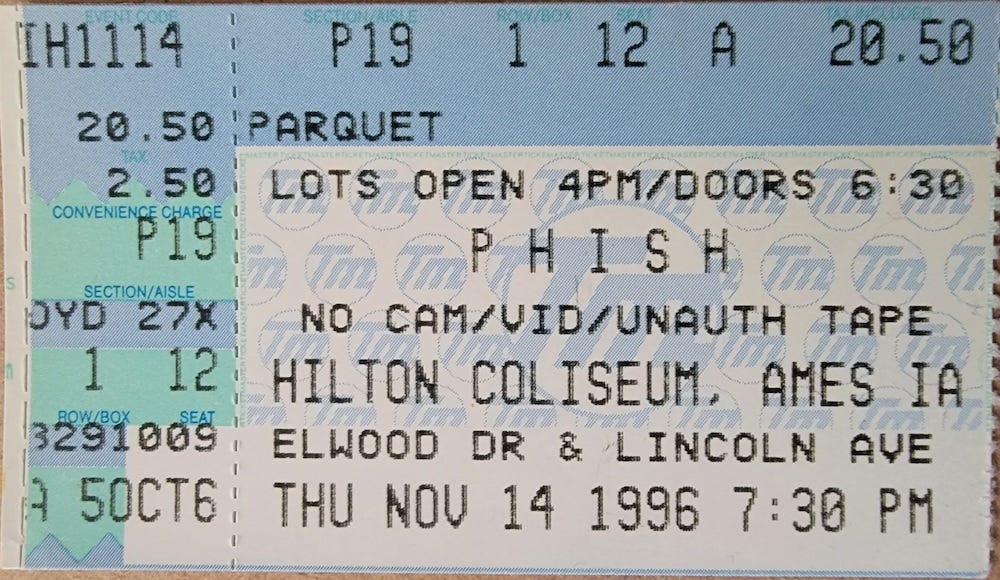 EVENT CODE SECTION/AISLE ROW/BOX SEAT TAX INCLUDED
IH1114 P19 1 12 A 20.50
20.50 PARQUET
TAX
2.50 LOTS OPEN 4PM/DOORS 6:30
CONVENIENCE CHARGE
P19 PHISH
SECTION/AISLE
DYD 27X NO CAM/VID/UNAUTH TAPE
1 12 HILTON COLISEUM, AMES IA
ROW/BOX SEAT
3291009 ELWOOD DR & LINCOLN AVE
A 5OCT6 THU NOV 14 1996 7:30 PM